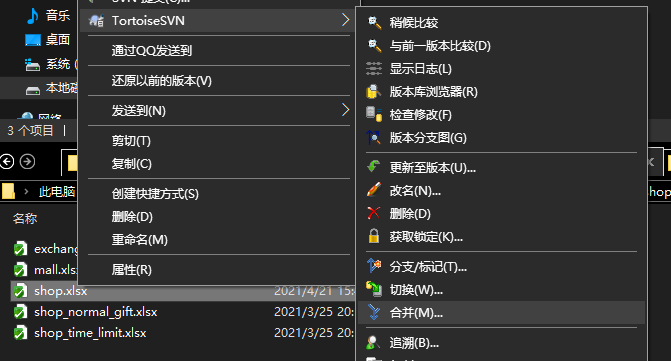 音乐
桌面
系统 (
本地磁
网络
3 个项目
此电脑
名称
exchan
mall.xls
shop.xlsx 2021/4/21 15:
shop_normal_gift.xlsx 2021/3/25 20:
shop_time_limit.xlsx 2021/3/25 20:
TortoiseSVN
通过QQ发送到
还原以前的版本(V)
发送到(N)
剪切(T)
复制(C)
创建快捷方式(S)
删除(D)
重命名(M)
属性(R)
稍候比较
与前一版本比较(D)
显示日志(L)
版本库浏览器(R)
检查修改(F)
版本分支图(G)
更新至版本(U)...
改名(N)...
删除(D)
获取锁定(K)...
分支/标记(T)...
切换(W)...
合并(M)...
追溯(B)...
shop